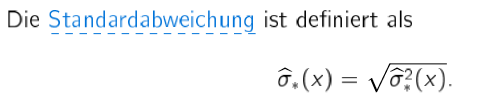 Die Standardabweichung ist definiert als
σ̂*(x) = √σ̂²*(x).